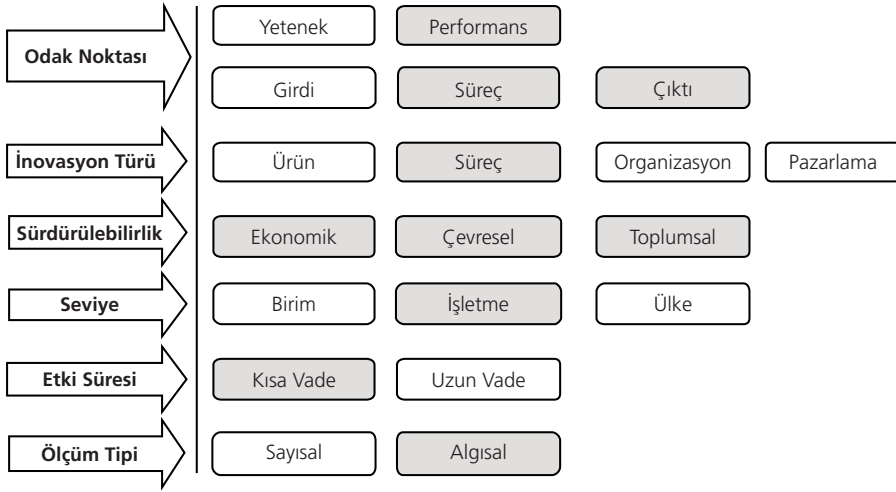 Yetenek Performans
Odak Noktası
Girdi Süreç Çıktı
İnovasyon Türü Ürün Süreç Organizasyon Pazarlama
Sürdürülebilirlik Ekonomik Çevresel Toplumsal
Seviye Birim İşletme Ülke
Etki Süresi Kısa Vade Uzun Vade
Ölçüm Tipi Sayısal Algısal